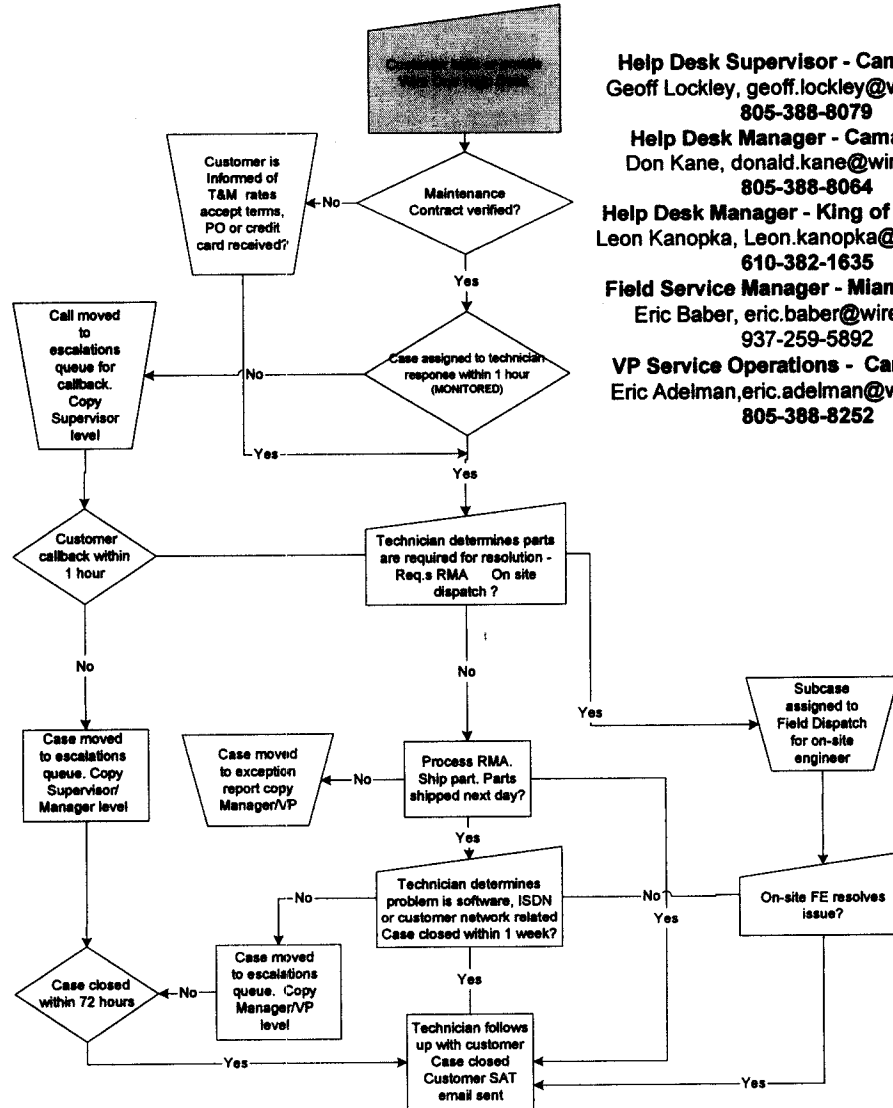 Help Desk Supervisor - Cam
Geoff Lockley, geoff.lockley@w
805-388-8079
Help Desk Manager - Cama
Don Kane, donald.kane@wir
805-388-8064
Help Desk Manager - King of
Leon Kanopka, Leon.kanopka@
610-382-1635
Field Service Manager - Miam
Eric Baber, eric.baber@wire
937-259-5892
VP Service Operations - Ca
Eric Adelman,eric.adelman@w
805-388-8252
Customer is
Informed of
T&M rates
accept terms,
PO or credit
card received?
No
Maintenance
Contract verified?
Yes
Call moved
to
escalations
queue for
callback.
Copy
Supervisor
level
No
Case assigned to technician
response within 1 hour
(MONITORED)
Yes
Yes
Customer
callback within
1 hour
Technician determines parts
are required for resolution -
Req.s RMA On site
dispatch ?
No
No
Yes
Subcase
assigned to
Field Dispatch
for on-site
engineer
Case moved
to escalations
queue. Copy
Supervisor/
Manager level
Case moved
to exception
report copy
Manager/VP
No
Process RMA.
Ship part. Parts
shipped next day?
Yes
No
Technician determines
problem is software, ISDN
or customer network related
Case closed within 1 week?
No
Yes
On-site FE resolves
issue?
Case closed
within 72 hours
No
Case moved
to escalations
queue. Copy
Manager/VP
level
Yes
Yes
Technician follows
up with customer
Case closed
Customer SAT
email sent
Yes